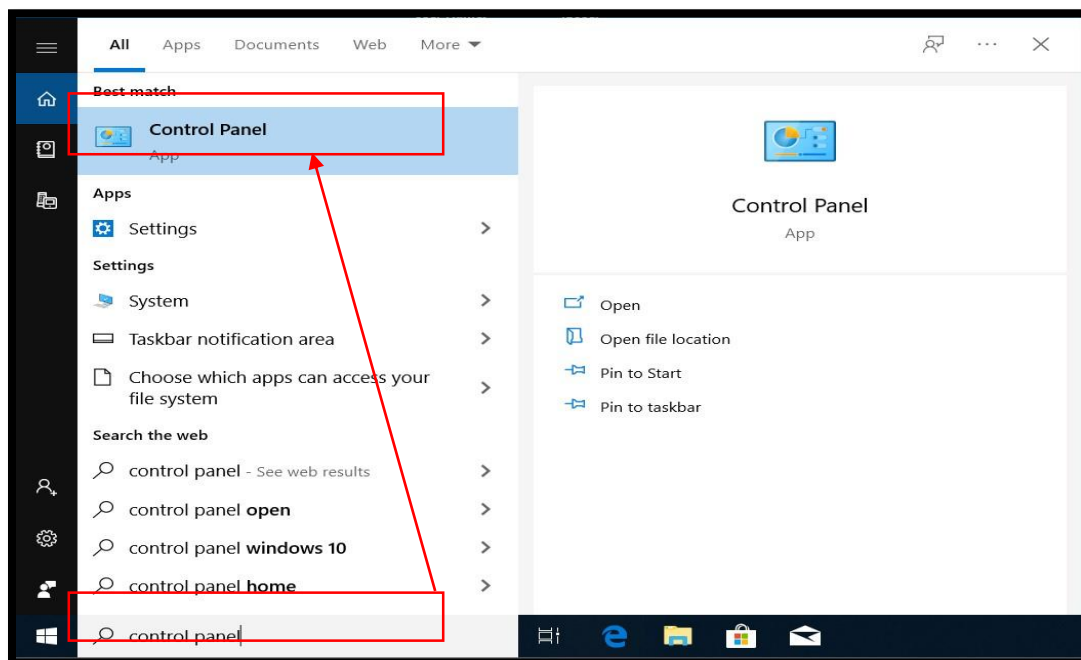 All Apps Documents Web More
Best match
Control Panel
App
Apps
Settings
Settings
System
Taskbar notification area
Choose which apps can access your
file system
Search the web
control panel - See web results
control panel open
control panel windows 10
control panel home
control panel
Control Panel
App
Open
Open file location
Pin to Start
Pin to taskbar